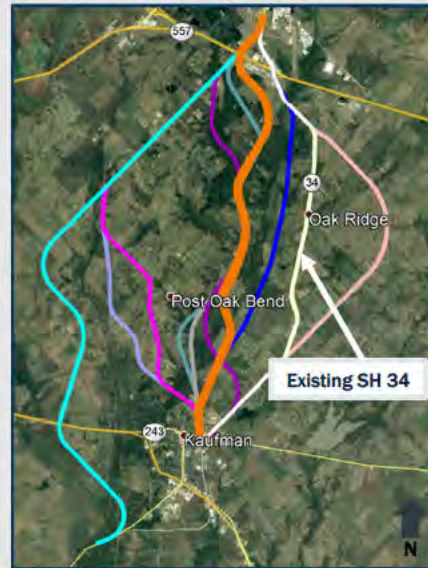 557
34
Oak Ridge
Post Oak Bend
Existing SH 34
243
Kaufman
N